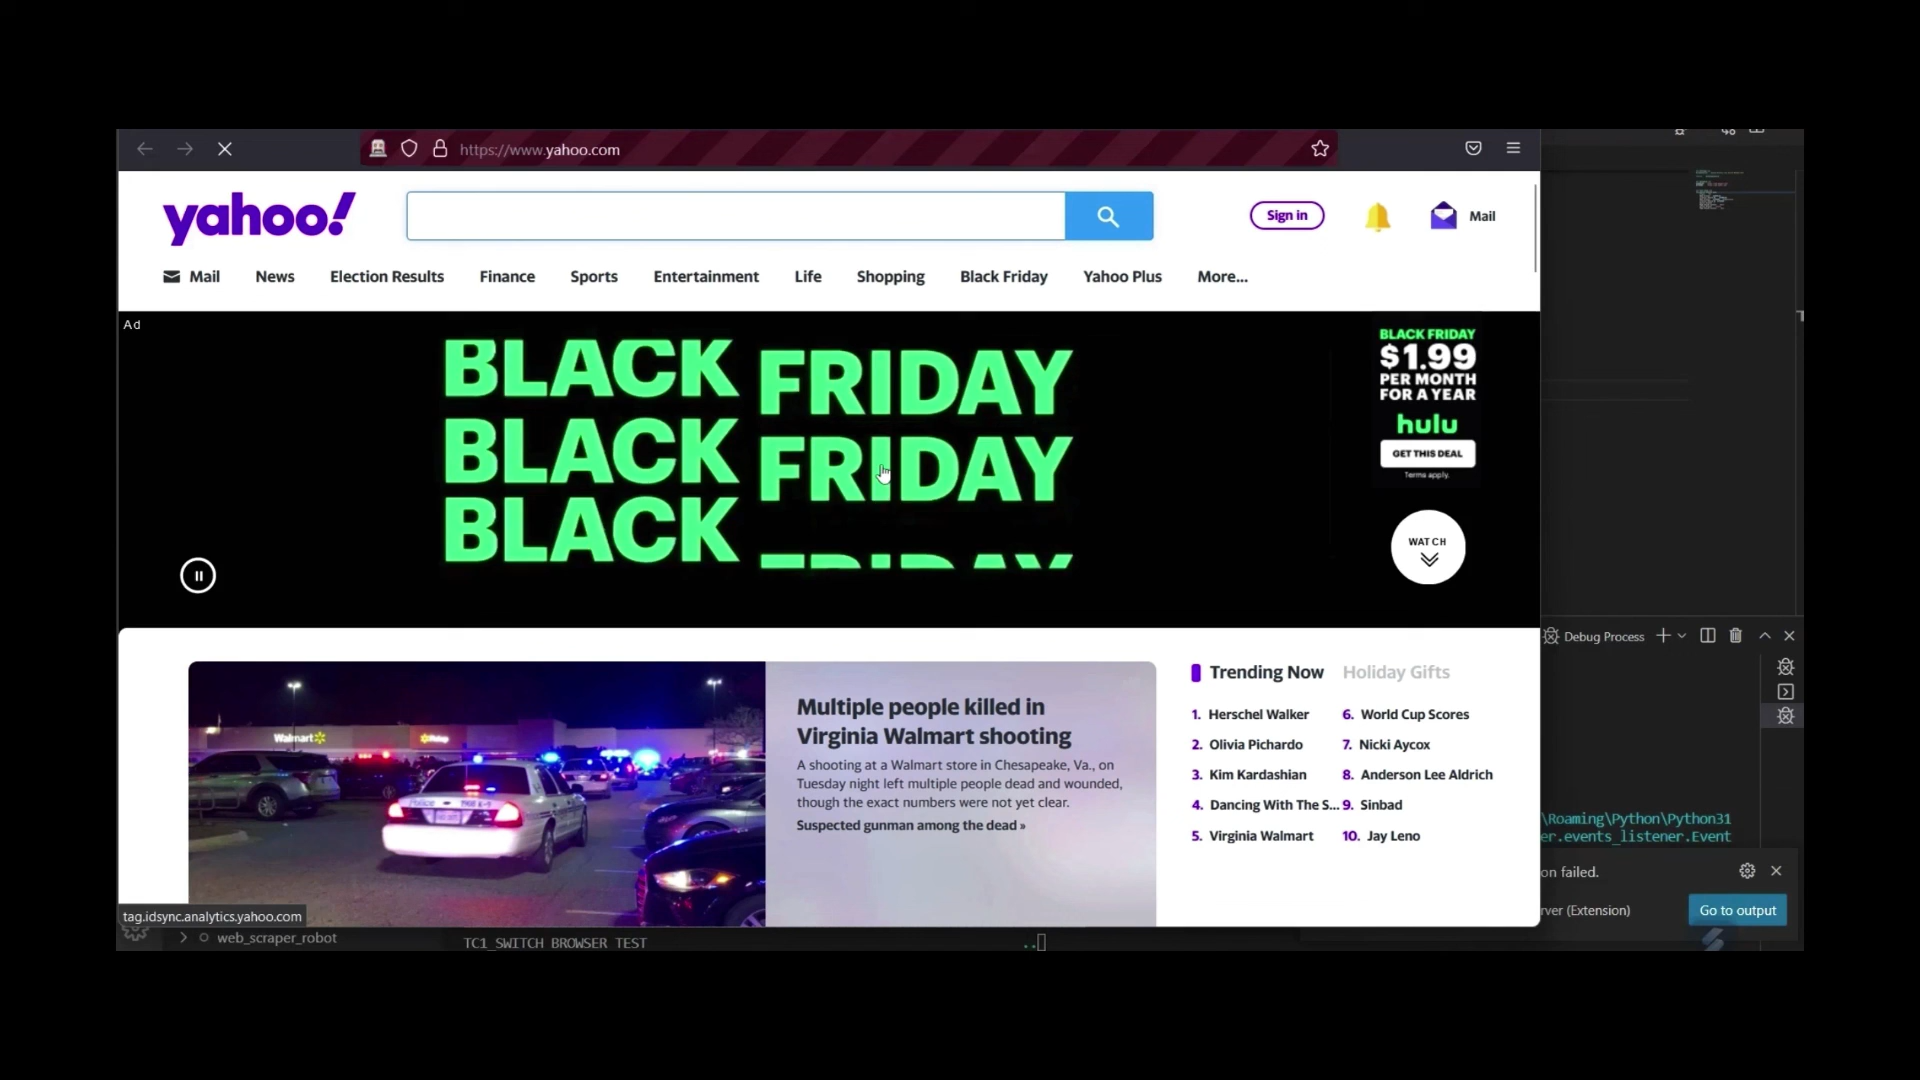 https://www.yahoo.com
yahoo!
Sign in
Mail
Mail News Election Results Finance Sports Entertainment Life Shopping Black Friday Yahoo Plus More...
Ad
BLACK FRIDAY
BLACK FRIDAY
BLACK FRIDAY
BLACK FRIDAY
$1.99
PER MONTH
FOR A YEAR
hulu
GET THIS DEAL
Terms apply.
WATCH
Walmart
Multiple people killed in
Virginia Walmart shooting
A shooting at a Walmart store in Chesapeake, Va., on
Tuesday night left multiple people dead and wounded,
though the exact numbers were not yet clear.
Suspected gunman among the dead »
Trending Now Holiday Gifts
1. Herschel Walker
2. Olivia Pichardo
3. Kim Kardashian
4. Dancing With The S...
5. Virginia Walmart
6. World Cup Scores
7. Nicki Aycox
8. Anderson Lee Aldrich
9. Sinbad
10. Jay Leno
Debug Process
\Roaming\Python\Python31
er.events_listener.Event
on failed.
rver (Extension)
Go to output
tag.idsync.analytics.yahoo.com
web_scraper_robot
TC1 SWITCH BROWSER TEST
..